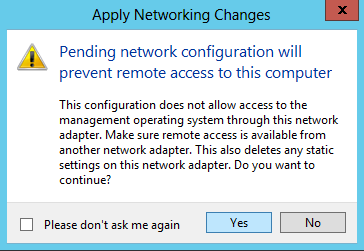 Apply Networking Changes
x
Pending network configuration will
prevent remote access to this computer
This configuration does not allow access to the
management operating system through this network
adapter. Make sure remote access is available from
another network adapter. This also deletes any static
settings on this network adapter. Do you want to
continue?
Please don't ask me again
Yes
No